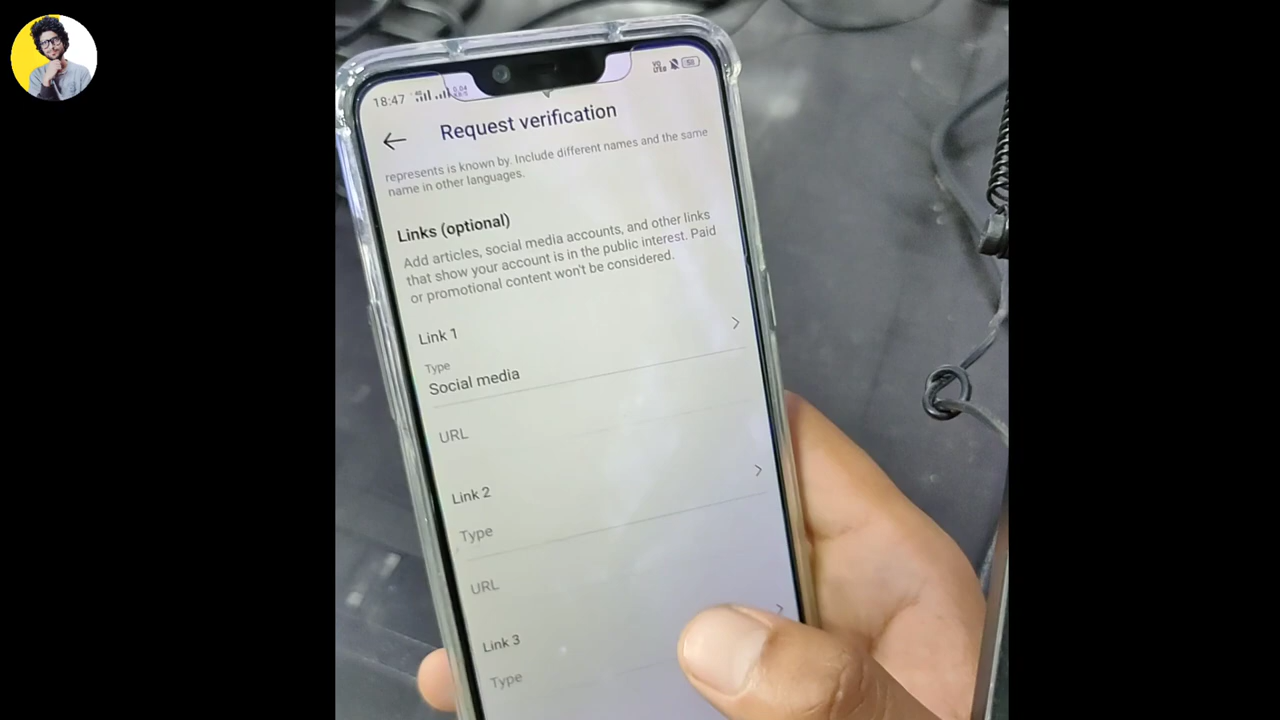 18:47
Request verification
represents is known by. Include different names and the same
name in other languages.
Links (optional)
Add articles, social media accounts, and other links
that show your account is in the public interest. Paid
or promotional content won't be considered.
Link 1
Type
Social media
URL
Link 2
Type
URL
Link 3
Type